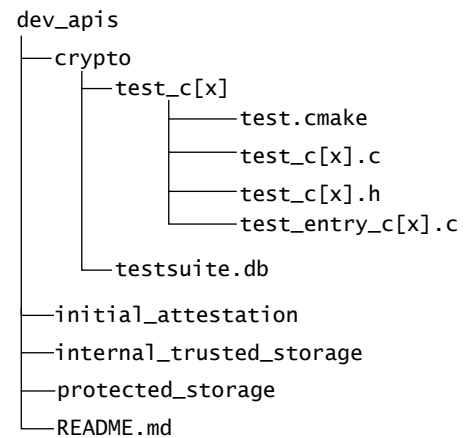 dev_apis
crypto
test_c[x]
test.cmake
test_c[x].c
test_c[x].h
test_entry_c[x].c
testsuite.db
initial_attestation
internal_trusted_storage
protected_storage
README.md